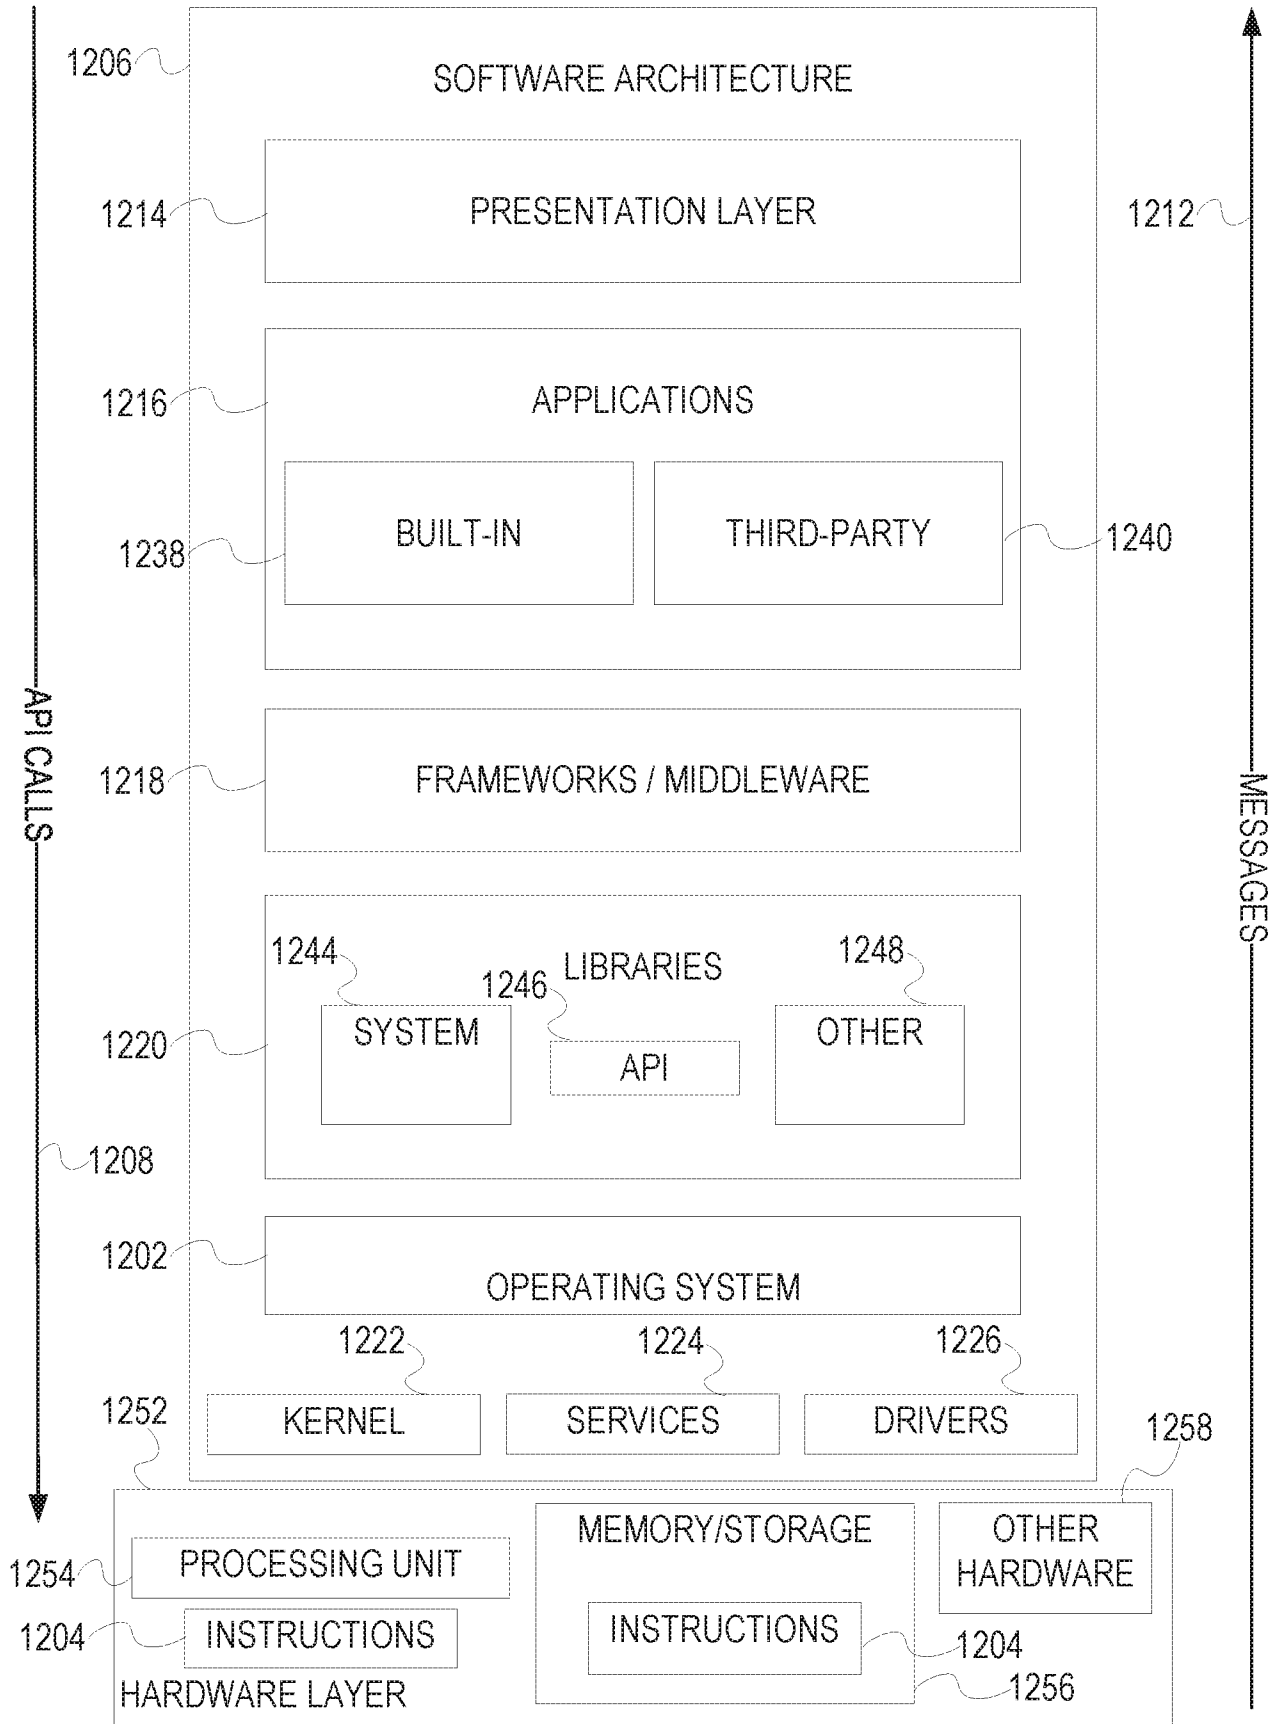 1206
SOFTWARE ARCHITECTURE
1214
PRESENTATION LAYER
1212
1216
APPLICATIONS
1238
BUILT-IN
THIRD-PARTY
1240
API CALLS
1218
FRAMEWORKS / MIDDLEWARE
MESSAGES
1244
1246
LIBRARIES
1248
1220
SYSTEM
API
OTHER
1208
1202
OPERATING SYSTEM
1222
1224
1226
1252
KERNEL
SERVICES
DRIVERS
1258
1254
PROCESSING UNIT
MEMORY/STORAGE
OTHER
HARDWARE
1204
INSTRUCTIONS
INSTRUCTIONS
1204
HARDWARE LAYER
1256